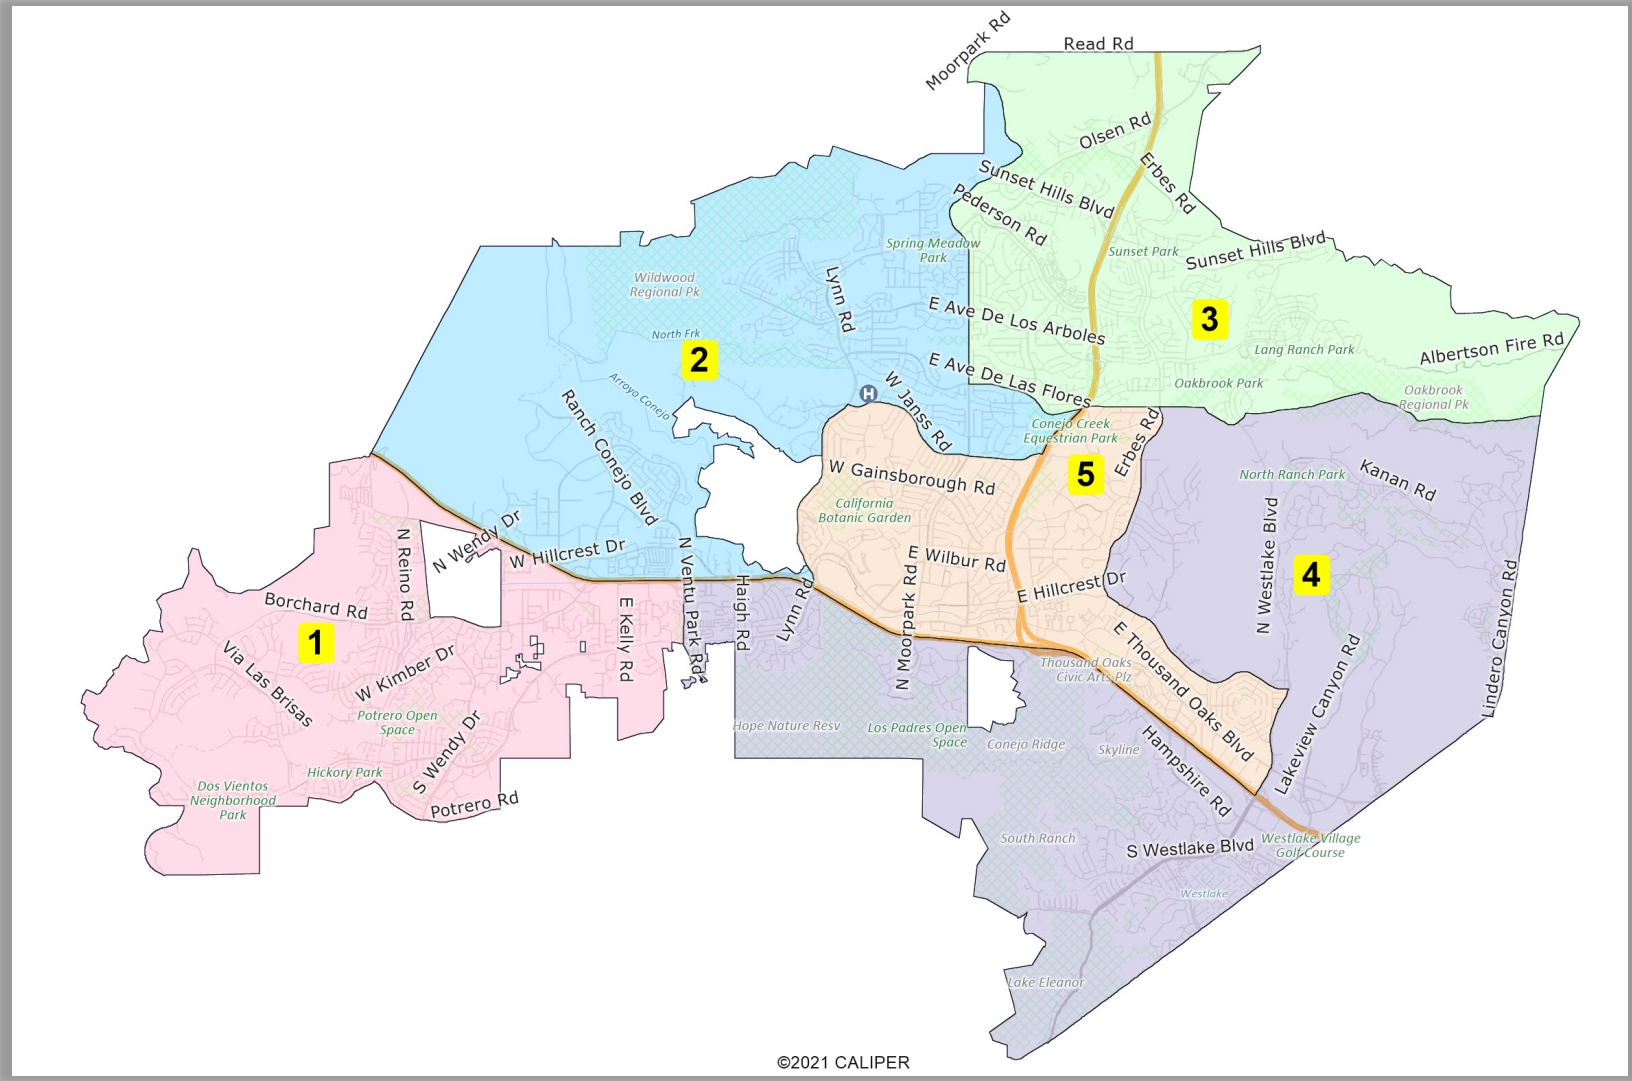 Moorpark Rd
Read Rd
Olsen Rd
Erbes Rd
Sunset Hills Blvd
Pederson Rd
Spring Meadow
Park
Sunset Park
Sunset Hills Blvd
Wildwood
Regional Pk
Lynn Rd
E Ave De Los Arboles
3
North Frk
2
Lang Ranch Park
Albertson Fire Rd
E Ave De Las Flores
Arroyo Conejo
H
W Janss Rd
Oakbrook Park
Oakbrook
Regional Pk
Ranch Conejo Blvd
Conejo Creek
Equestrian Park
Erbes Rd
W Gainsborough Rd
5
North Ranch Park
Kanan Rd
California
Botanic Garden
N Wendy Dr
N Reino Rd
W Hillcrest Dr
N Ventu Park Rd
Haigh Rd
Lynn Rd
N Moorpark Rd
E Wilbur Rd
E Hillcrest Dr
N Westlake Blvd
4
Lindero Canyon Rd
Borchard Rd
1
E Kelly Rd
Via Las Brisas
W Kimber Dr
E Thousand Oaks Blvd
Thousand Oaks
Civic Arts Plz
Lakeview Canyon Rd
Potrero Open
Space
S Wendy Dr
Hope Nature Resv
Los Padres Open
Space
Conejo Ridge
Skyline
Hampshire Rd
Hickory Park
Dos Vientos
Neighborhood
Park
Potrero Rd
South Ranch
S Westlake Blvd
Westlake Village
Golf Course
Westlake
Lake Eleanor
©2021 CALIPER